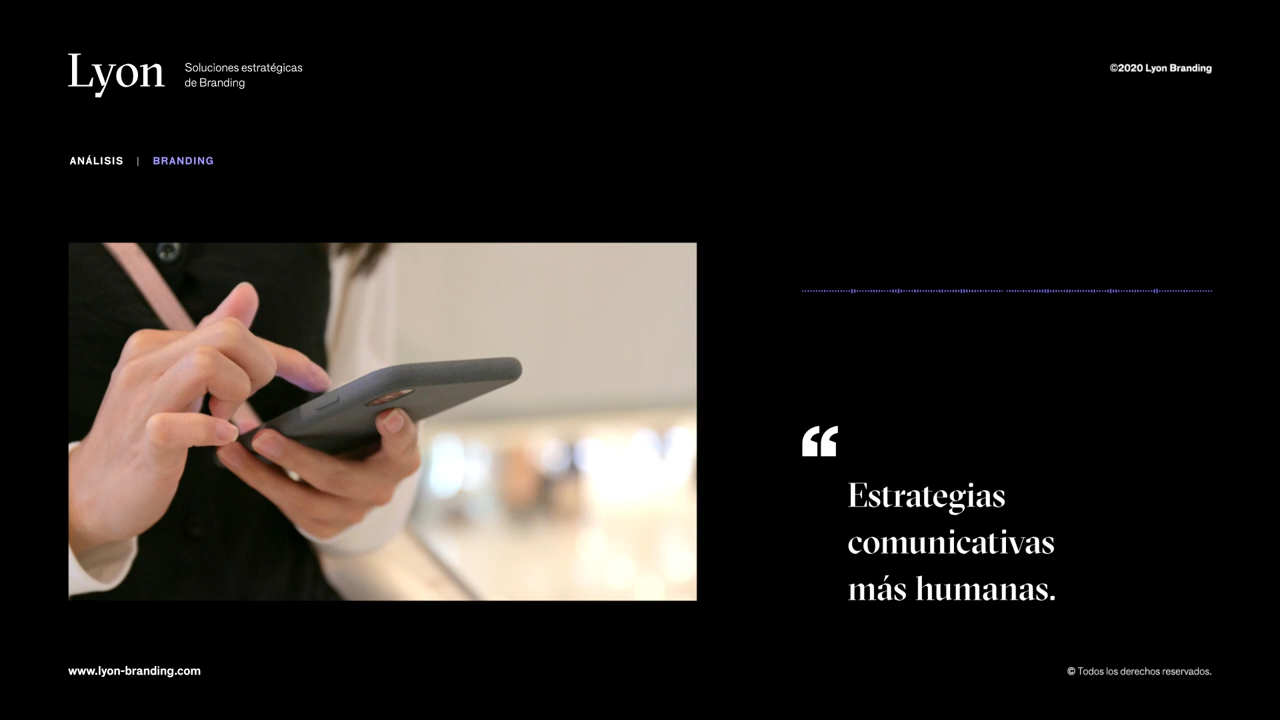 Lyon
Soluciones estratégicas
de Branding
©2020 Lyon Branding
ANÁLISIS | BRANDING
“
Estrategias
comunicativas
más humanas.
www.lyon-branding.com
© Todos los derechos reservados.